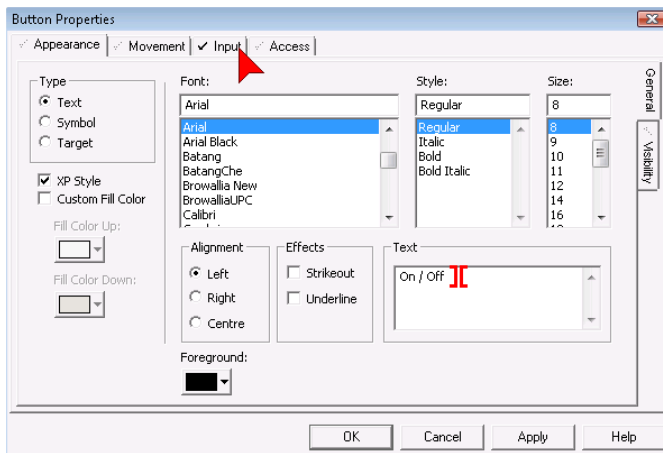 Button Properties
Appearance Movement Input Access
Type
Text
Symbol
Target
XP Style
Custom Fill Color
Fill Color Up:
Fill Color Down:
Font:
Arial
Arial
Arial Black
Batang
BatangChe
Browallia New
BrowalliaUPC
Calibri
Style:
Regular
Regular
Italic
Bold
Bold Italic
Size:
8
8
9
10
11
12
14
16
Alignment
Left
Right
Centre
Effects
Strikeout
Underline
Text
On / Off
Foreground:
General
Visibility
OK Cancel Apply Help